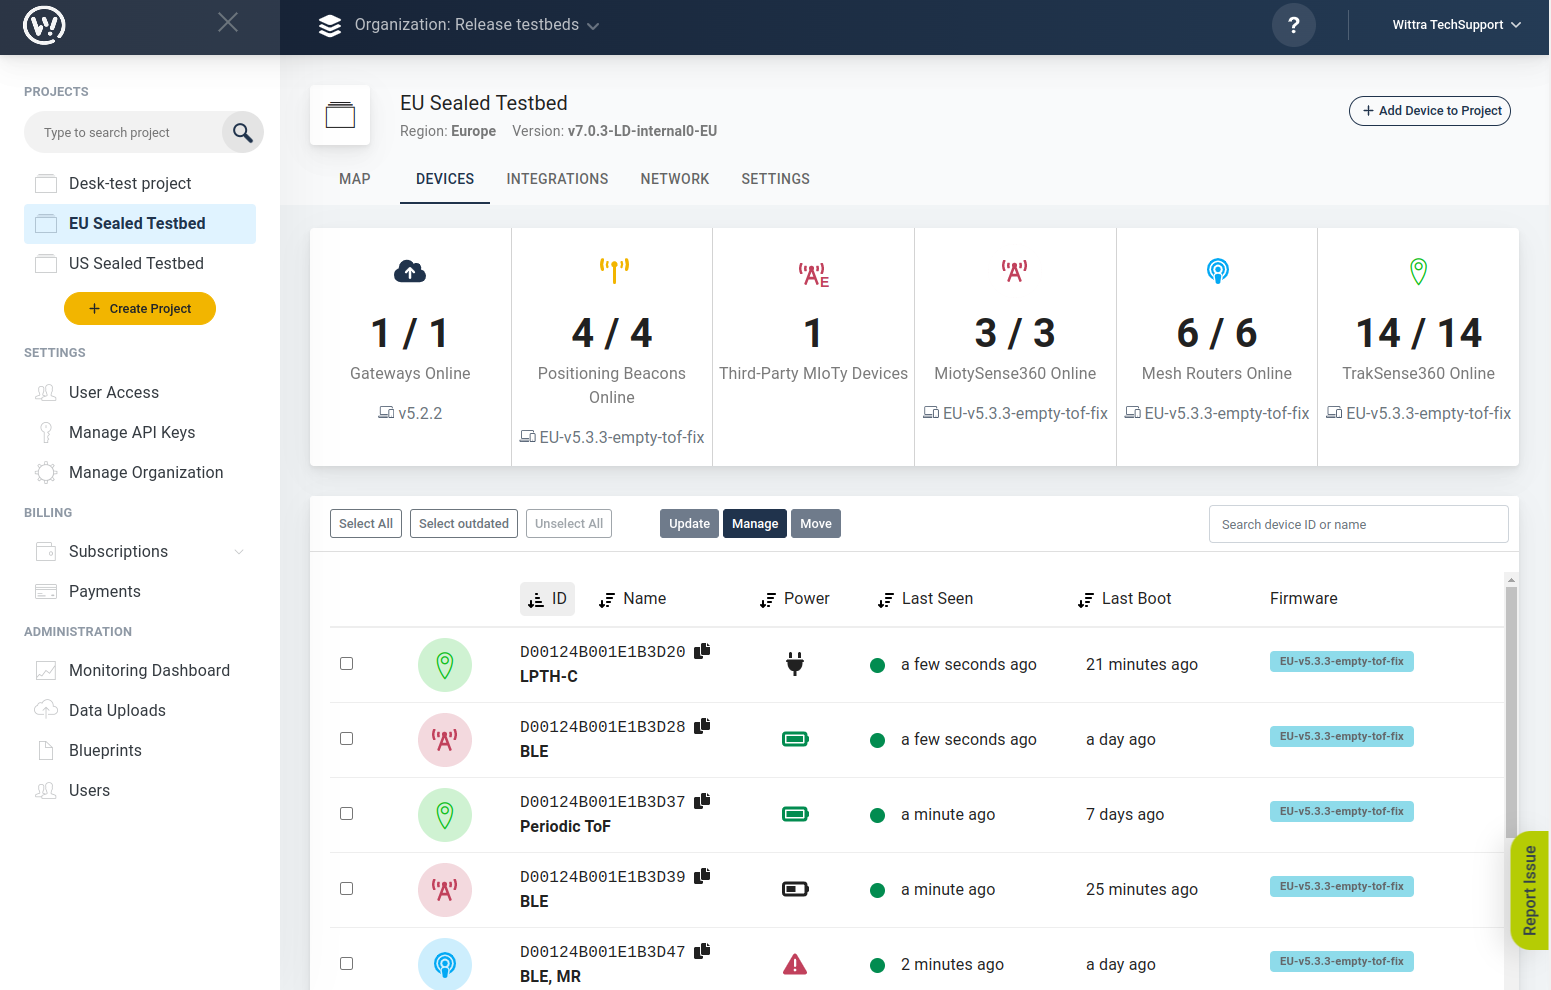 Organization: Release testbeds
?
Wittra TechSupport
PROJECTS
Type to search project
Desk-test project
EU Sealed Testbed
US Sealed Testbed
+ Create Project
SETTINGS
User Access
Manage API Keys
Manage Organization
BILLING
Subscriptions
Payments
ADMINISTRATION
Monitoring Dashboard
Data Uploads
Blueprints
Users
EU Sealed Testbed
Region: Europe Version: v7.0.3-LD-internal0-EU
+ Add Device to Project
MAP DEVICES INTEGRATIONS NETWORK SETTINGS
1 / 1
Gateways Online
v5.2.2
4 / 4
Positioning Beacons
Online
EU-v5.3.3-empty-tof-fix
E
1
Third-Party MIoTy Devices
3 / 3
MiotySense360 Online
EU-v5.3.3-empty-tof-fix
6 / 6
Mesh Routers Online
EU-v5.3.3-empty-tof-fix
14 / 14
TrakSense360 Online
EU-v5.3.3-empty-tof-fix
Select All Select outdated Unselect All Update Manage Move Search device ID or name
ID Name Power Last Seen Last Boot Firmware
D00124B001E1B3D20
LPTH-C
a few seconds ago 21 minutes ago EU-v5.3.3-empty-tof-fix
D00124B001E1B3D28
BLE
a few seconds ago a day ago EU-v5.3.3-empty-tof-fix
D00124B001E1B3D37
Periodic ToF
a minute ago 7 days ago EU-v5.3.3-empty-tof-fix
D00124B001E1B3D39
BLE
a minute ago 25 minutes ago EU-v5.3.3-empty-tof-fix
D00124B001E1B3D47
BLE, MR
2 minutes ago a day ago EU-v5.3.3-empty-tof-fix
Report Issue